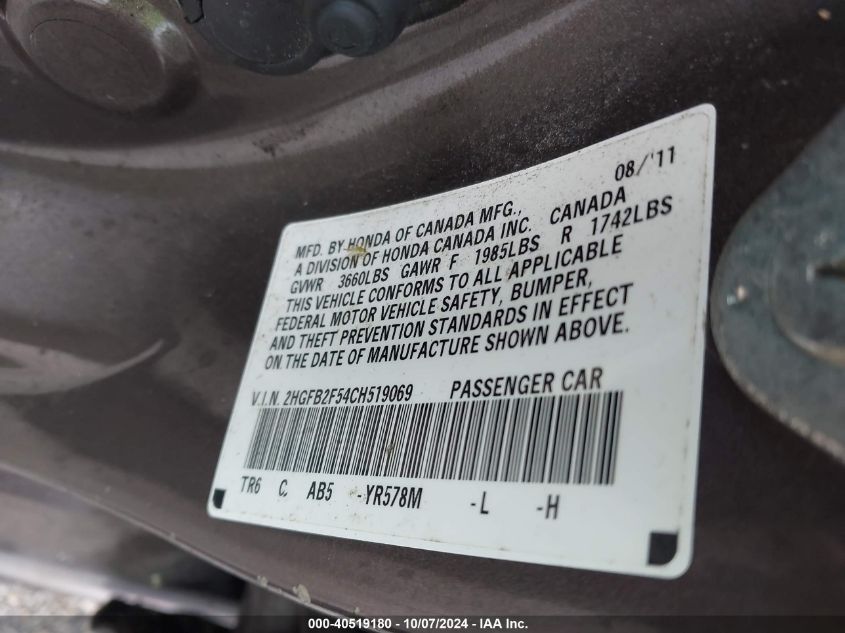 08/'11
MFD. BY HONDA OF CANADA MFG.,
A DIVISION OF HONDA CANADA INC. CANADA
GVWR 3660LBS GAWR F 1985LBS R 1742LBS
THIS VEHICLE CONFORMS TO ALL APPLICABLE
FEDERAL MOTOR VEHICLE SAFETY, BUMPER,
AND THEFT PREVENTION STANDARDS IN EFFECT
ON THE DATE OF MANUFACTURE SHOWN ABOVE.
V.I.N. 2HGFB2F54CH519069 PASSENGER CAR
TR6 C. AB5 -YR578M -L -H
000-40519180 - 10/07/2024 - IAA Inc.